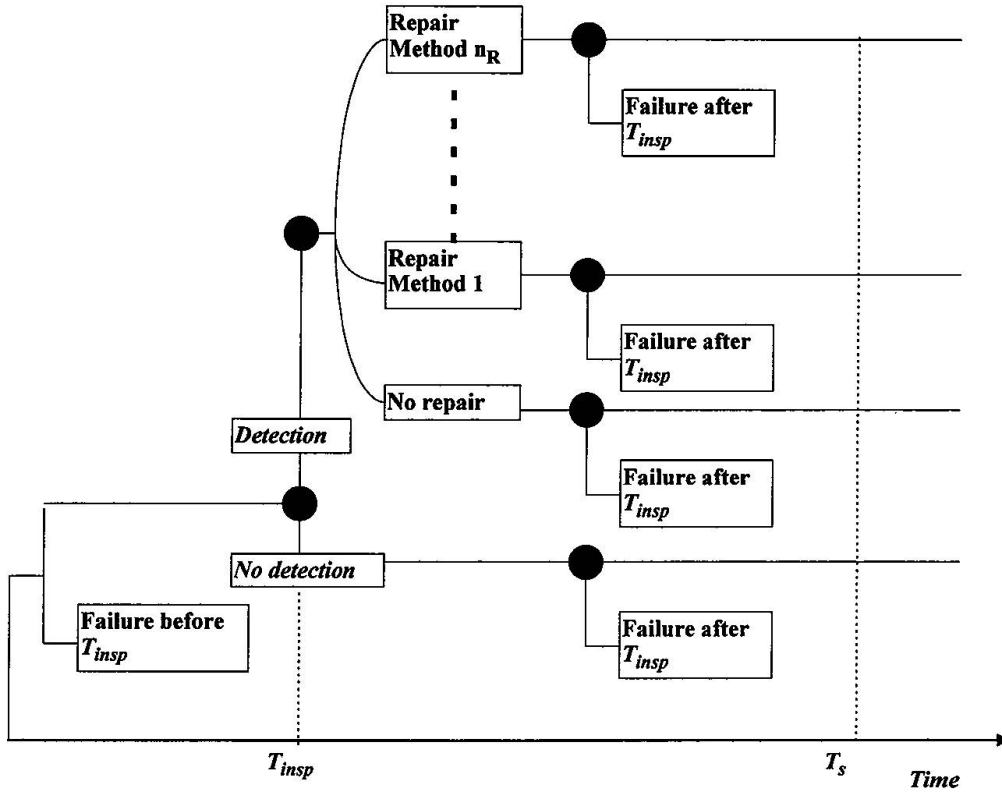 Repair
Method n_R
Failure after
T_insp
Repair
Method 1
Failure after
T_insp
No repair
Detection
Failure after
T_insp
No detection
Failure before
T_insp
Failure after
T_insp
T_insp
T_s
Time